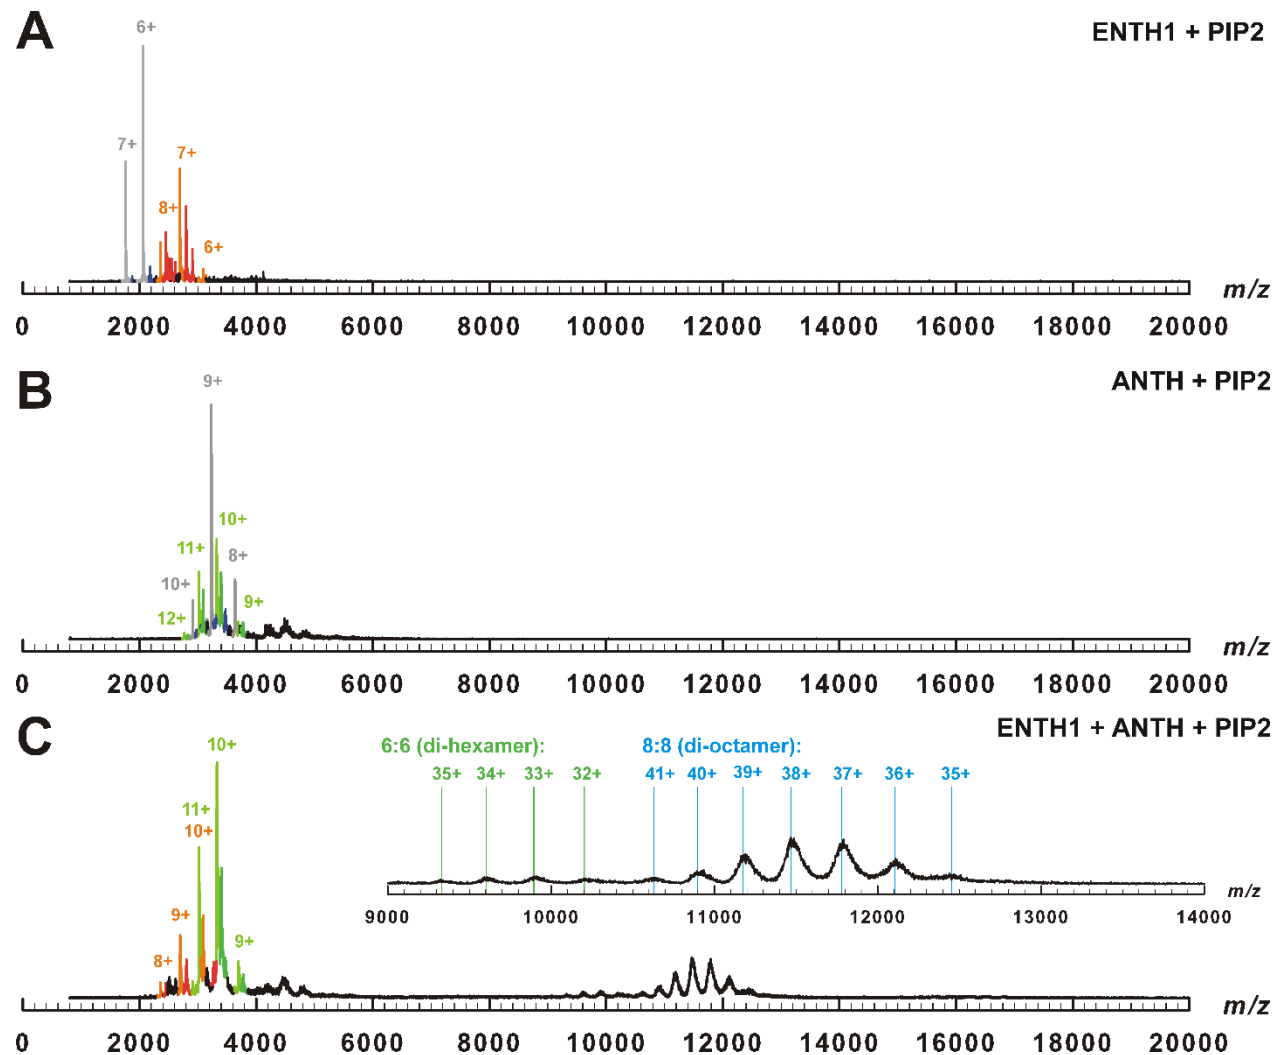 A
ENTH1 + PIP2
6+
7+
7+
8+
6+
m/z
0 2000 4000 6000 8000 10000 12000 14000 16000 18000 20000
B
ANTH + PIP2
9+
10+
11+
8+
10+
9+
12+
m/z
0 2000 4000 6000 8000 10000 12000 14000 16000 18000 20000
C
ENTH1 + ANTH + PIP2
10+
6:6 (di-hexamer): 8:8 (di-octamer):
35+ 34+ 33+ 32+ 41+ 40+ 39+ 38+ 37+ 36+ 35+
11+
10+
9+
9+
8+
m/z
9000 10000 11000 12000 13000 14000
m/z
0 2000 4000 6000 8000 10000 12000 14000 16000 18000 20000